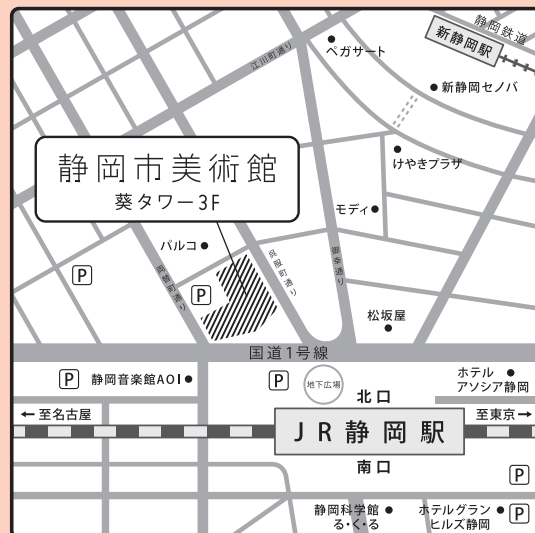 静岡鉄道
新静岡駅
ペガサート
江川町通り
新静岡セノバ
けやきプラザ
静岡市美術館
葵タワー3F
モディ
パルコ
P
P
両替町通り
呉服町通り
御幸通り
松坂屋
国道1号線
P
静岡音楽館AOI
P
地下広場
北口
ホテル
アソシア静岡
←至名古屋
JR静岡駅
至東京→
南口
P
静岡科学館
る・く・る
ホテルグラン
ヒルズ静岡
P